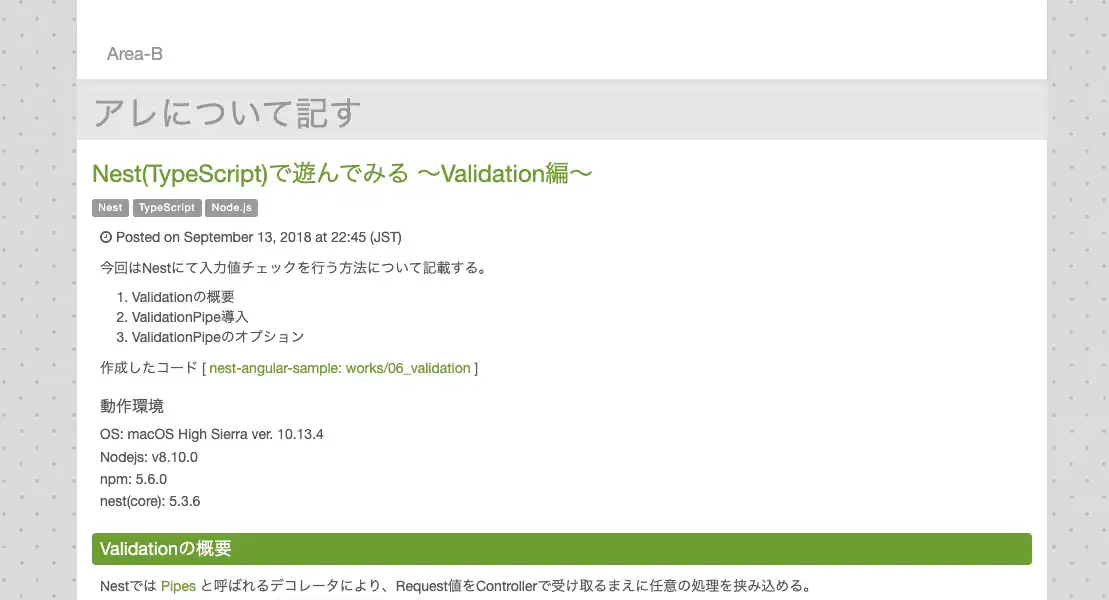 Area-B
アレについて記す
Nest(TypeScript)で遊んでみる 〜Validation編〜
Nest TypeScript Node.js
Posted on September 13, 2018 at 22:45 (JST)
今回はNestにて入力値チェックを行う方法について記載する。
1. Validationの概要
2. ValidationPipe導入
3. ValidationPipeのオプション
作成したコード [ nest-angular-sample: works/06_validation ]
動作環境
OS: macOS High Sierra ver. 10.13.4
Nodejs: v8.10.0
npm: 5.6.0
nest(core): 5.3.6
Validationの概要
Nestでは Pipes と呼ばれるデコレータにより、Request値をControllerで受け取るまえに任意の処理を挟み込める。